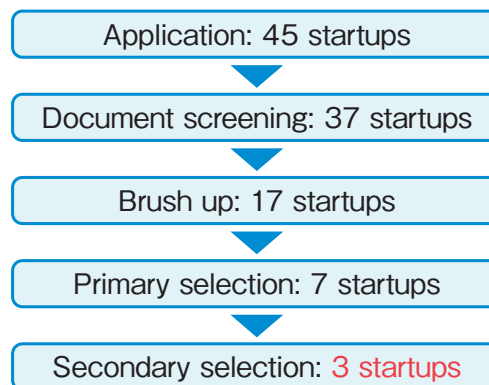 Application: 45 startups
Document screening: 37 startups
Brush up: 17 startups
Primary selection: 7 startups
Secondary selection: 3 startups